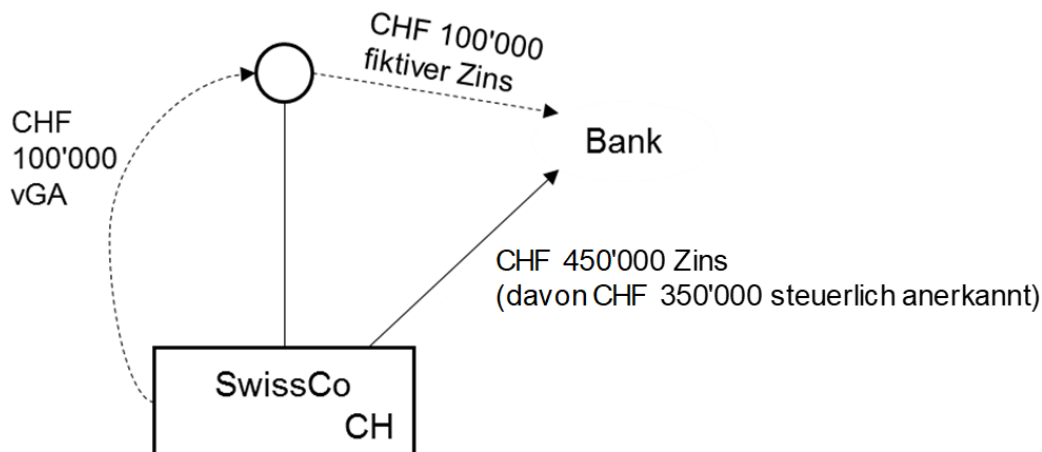 CHF 100'000
fiktiver Zins
CHF
100'000
vGA
Bank
CHF 450'000 Zins
(davon CHF 350'000 steuerlich anerkannt)
SwissCo
CH